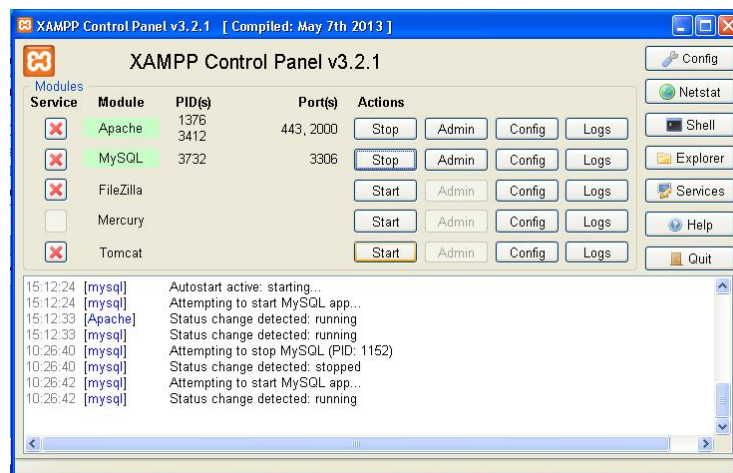 XAMPP Control Panel v3.2.1 [ Compiled: May 7th 2013 ]
XAMPP Control Panel v3.2.1
Modules
Service Module PID(s) Port(s) Actions
Apache 1376 3412 443, 2000 Stop Admin Config Logs
MySQL 3732 3306 Stop Admin Config Logs
FileZilla Start Admin Config Logs
Mercury Start Admin Config Logs
Tomcat Start Admin Config Logs
Config
Netstat
Shell
Explorer
Services
Help
Quit
15:12:24 [mysql] Autostart active: starting...
15:12:24 [mysql] Attempting to start MySQL app...
15:12:33 [Apache] Status change detected: running
15:12:33 [mysql] Status change detected: running
10:26:40 [mysql] Attempting to stop MySQL (PID: 1152)
10:26:40 [mysql] Status change detected: stopped
10:26:42 [mysql] Attempting to start MySQL app...
10:26:42 [mysql] Status change detected: running